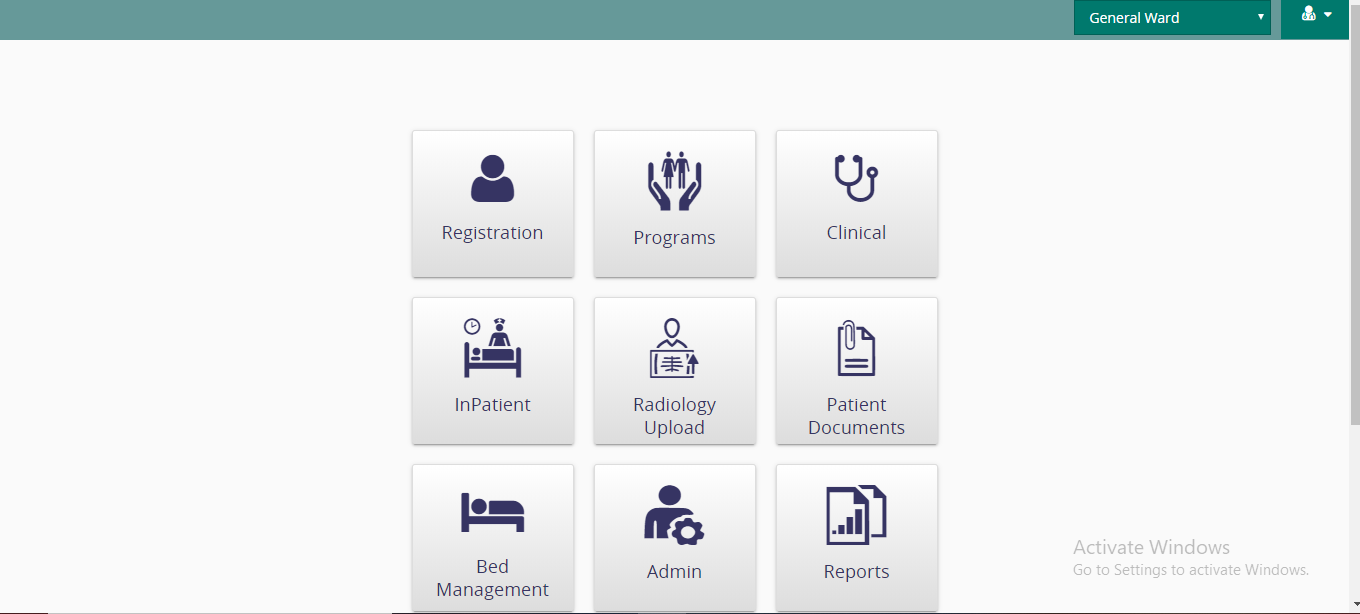 General Ward
Registration
Programs
Clinical
InPatient
Radiology
Upload
Patient
Documents
Bed
Management
Admin
Reports
Activate Windows
Go to Settings to activate Windows.